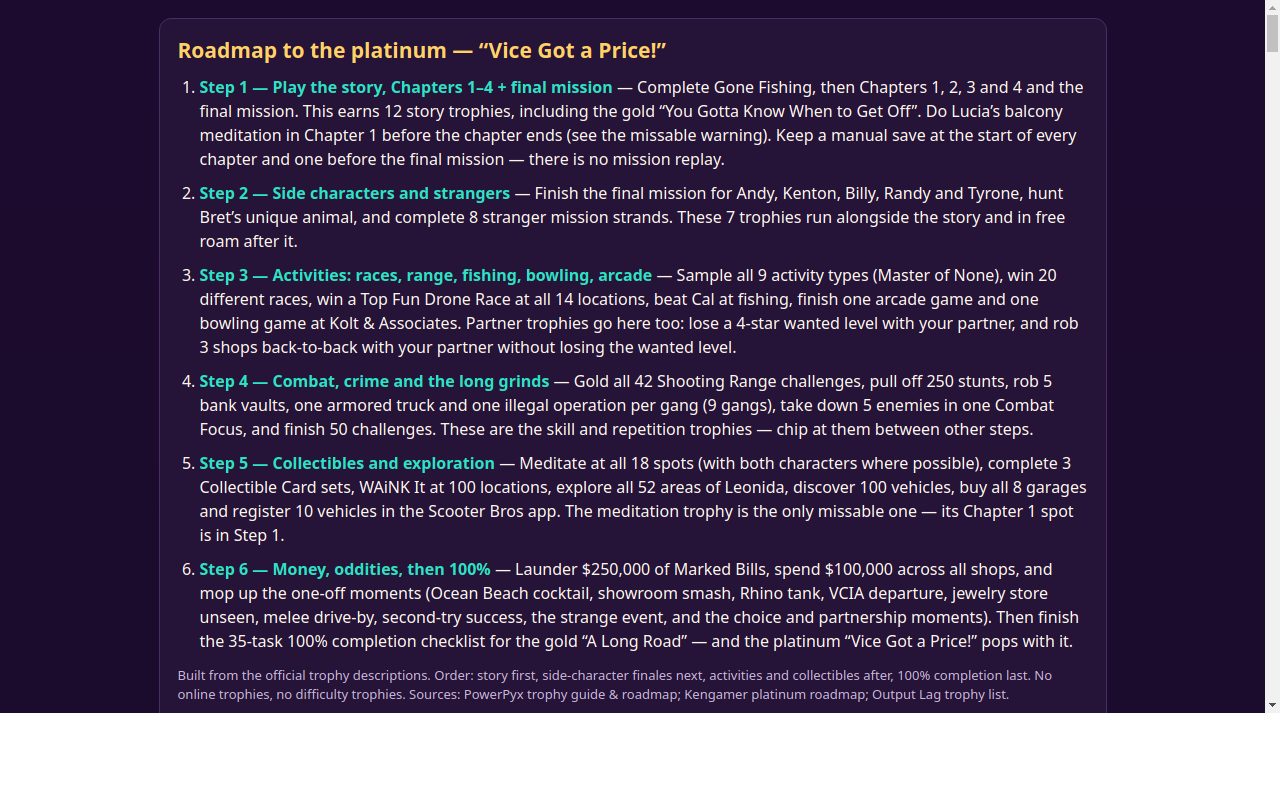 Roadmap to the platinum — “Vice Got a Price!”
1. Step 1 — Play the story, Chapters 1–4 + final mission — Complete Gone Fishing, then Chapters 1, 2, 3 and 4 and the
final mission. This earns 12 story trophies, including the gold “You Gotta Know When to Get Off”. Do Lucia’s balcony
meditation in Chapter 1 before the chapter ends (see the missable warning). Keep a manual save at the start of every
chapter and one before the final mission — there is no mission replay.
2. Step 2 — Side characters and strangers — Finish the final mission for Andy, Kenton, Billy, Randy and Tyrone, hunt
Bret’s unique animal, and complete 8 stranger mission strands. These 7 trophies run alongside the story and in free
roam after it.
3. Step 3 — Activities: races, range, fishing, bowling, arcade — Sample all 9 activity types (Master of None), win 20
different races, win a Top Fun Drone Race at all 14 locations, beat Cal at fishing, finish one arcade game and one
bowling game at Kolt & Associates. Partner trophies go here too: lose a 4-star wanted level with your partner, and rob
3 shops back-to-back with your partner without losing the wanted level.
4. Step 4 — Combat, crime and the long grinds — Gold all 42 Shooting Range challenges, pull off 250 stunts, rob 5
bank vaults, one armored truck and one illegal operation per gang (9 gangs), take down 5 enemies in one Combat
Focus, and finish 50 challenges. These are the skill and repetition trophies — chip at them between other steps.
5. Step 5 — Collectibles and exploration — Meditate at all 18 spots (with both characters where possible), complete 3
Collectible Card sets, WAiNK It at 100 locations, explore all 52 areas of Leonida, discover 100 vehicles, buy all 8 garages
and register 10 vehicles in the Scooter Bros app. The meditation trophy is the only missable one — its Chapter 1 spot
is in Step 1.
6. Step 6 — Money, oddities, then 100% — Launder $250,000 of Marked Bills, spend $100,000 across all shops, and
mop up the one-off moments (Ocean Beach cocktail, showroom smash, Rhino tank, VCIA departure, jewelry store
unseen, melee drive-by, second-try success, the strange event, and the choice and partnership moments). Then finish
the 35-task 100% completion checklist for the gold “A Long Road” — and the platinum “Vice Got a Price!” pops with it.
Built from the official trophy descriptions. Order: story first, side-character finales next, activities and collectibles after, 100% completion last. No
online trophies, no difficulty trophies. Sources: PowerPyx trophy guide & roadmap; Kengamer platinum roadmap; Output Lag trophy list.